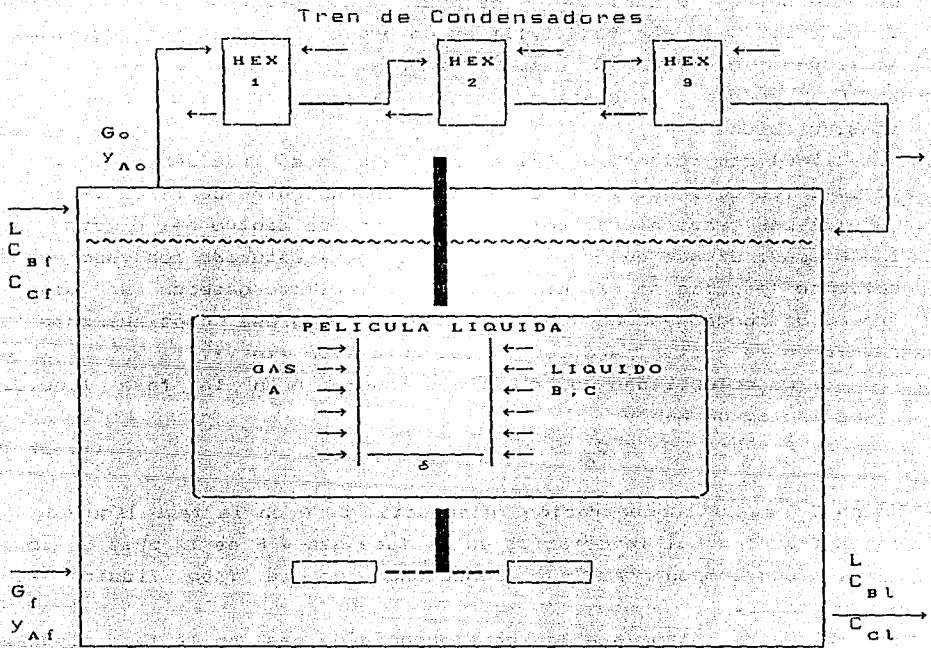 Tren de Condensadores
HEX
1
HEX
2
HEX
3
Go
yAo
L
CBf
CCf
PELICULA LIQUIDA
GAS
A
LIQUIDO
B, C
δ
Gf
yAf
L
CBl
CCl